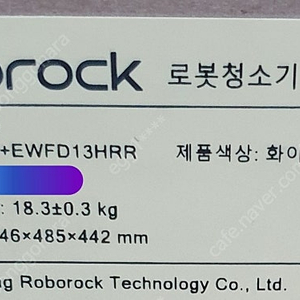 orock 로봇청소기
+EWFD13HRR 제품색상: 화이
: 18.3±0.3 kg
46×485×442 mm
ng Roborock Technology Co., Ltd.